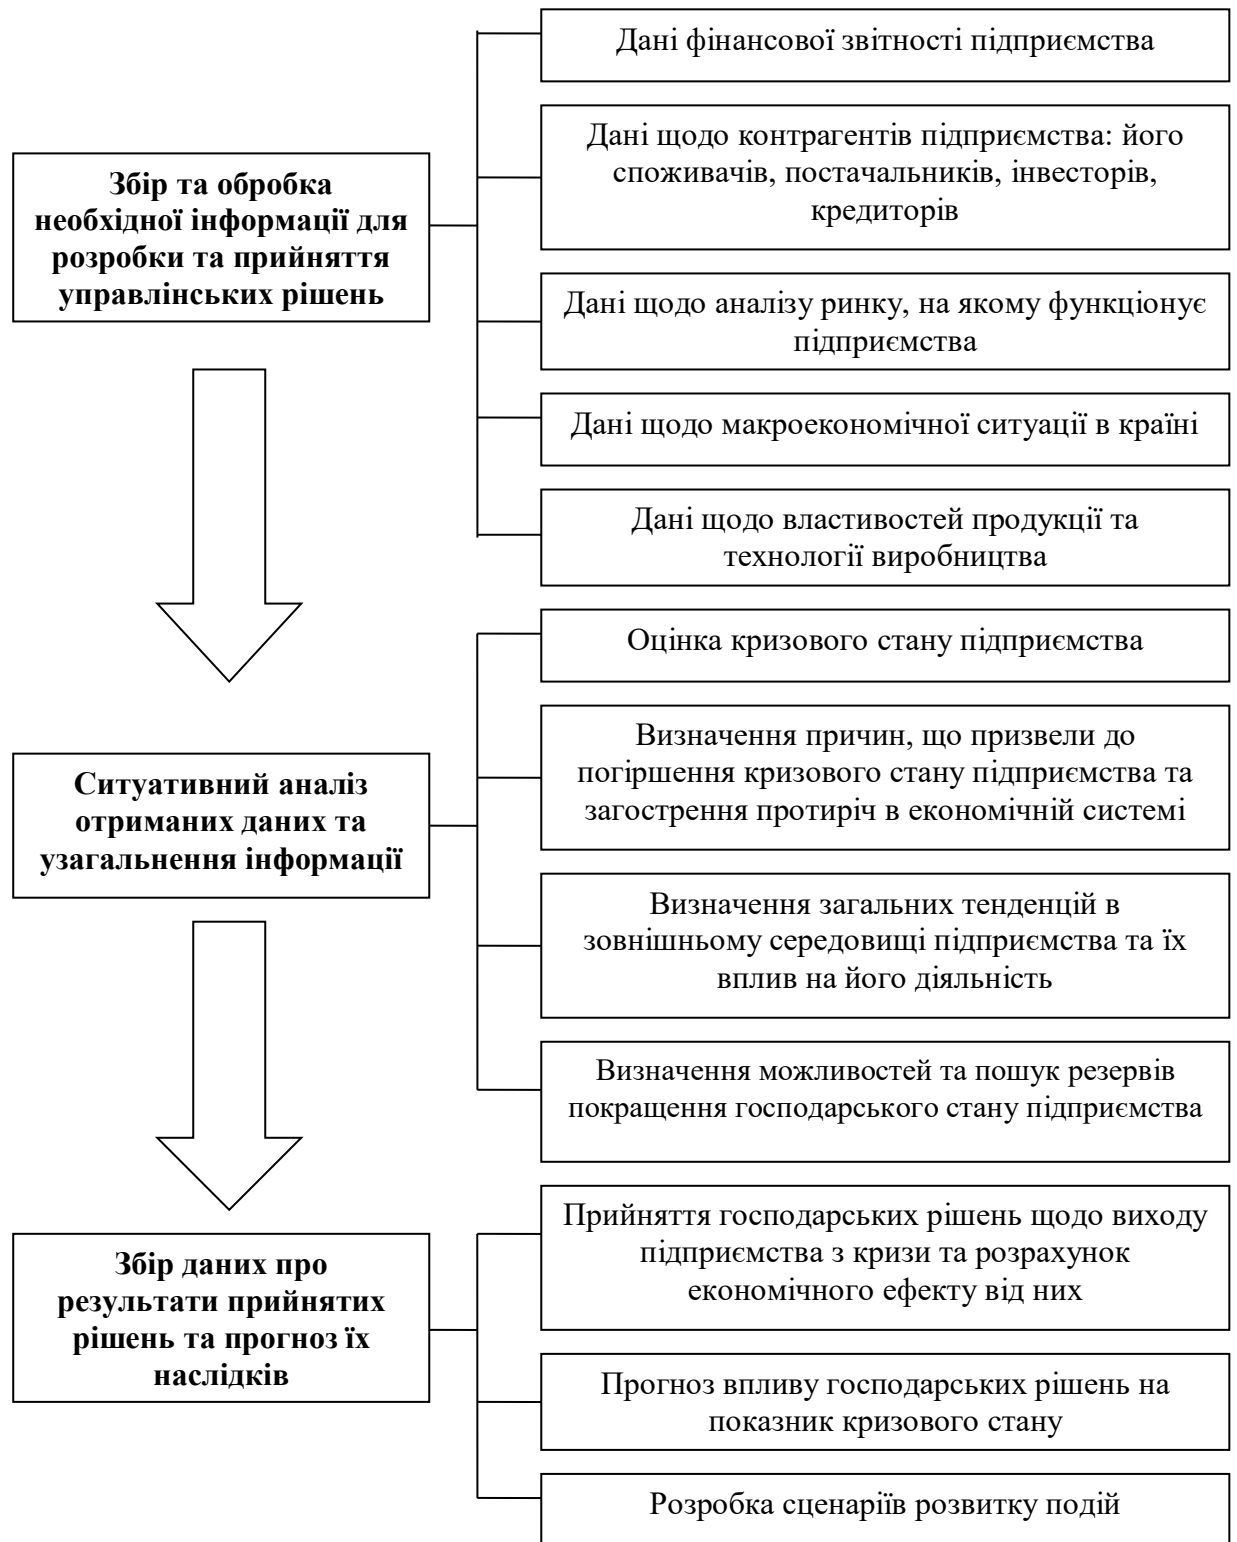 Дані фінансової звітності підприємства
Дані щодо контрагентів підприємства: його
споживачів, постачальників, інвесторів,
кредиторів
Збір та обробка
необхідної інформації для
розробки та прийняття
управлінських рішень
Дані щодо аналізу ринку, на якому функціонує
підприємства
Дані щодо макроекономічної ситуації в країні
Дані щодо властивостей продукції та
технології виробництва
Оцінка кризового стану підприємства
Визначення причин, що призвели до
погіршення кризового стану підприємства та
загострення протиріч в економічній системі
Ситуативний аналіз
отриманих даних та
узагальнення інформації
Визначення загальних тенденцій в
зовнішньому середовищі підприємства та їх
вплив на його діяльність
Визначення можливостей та пошук резервів
покращення господарського стану підприємства
Прийняття господарських рішень щодо виходу
підприємства з кризи та розрахунок
економічного ефекту від них
Збір даних про
результати прийнятих
рішень та прогноз їх
наслідків
Прогноз впливу господарських рішень на
показник кризового стану
Розробка сценаріїв розвитку подій